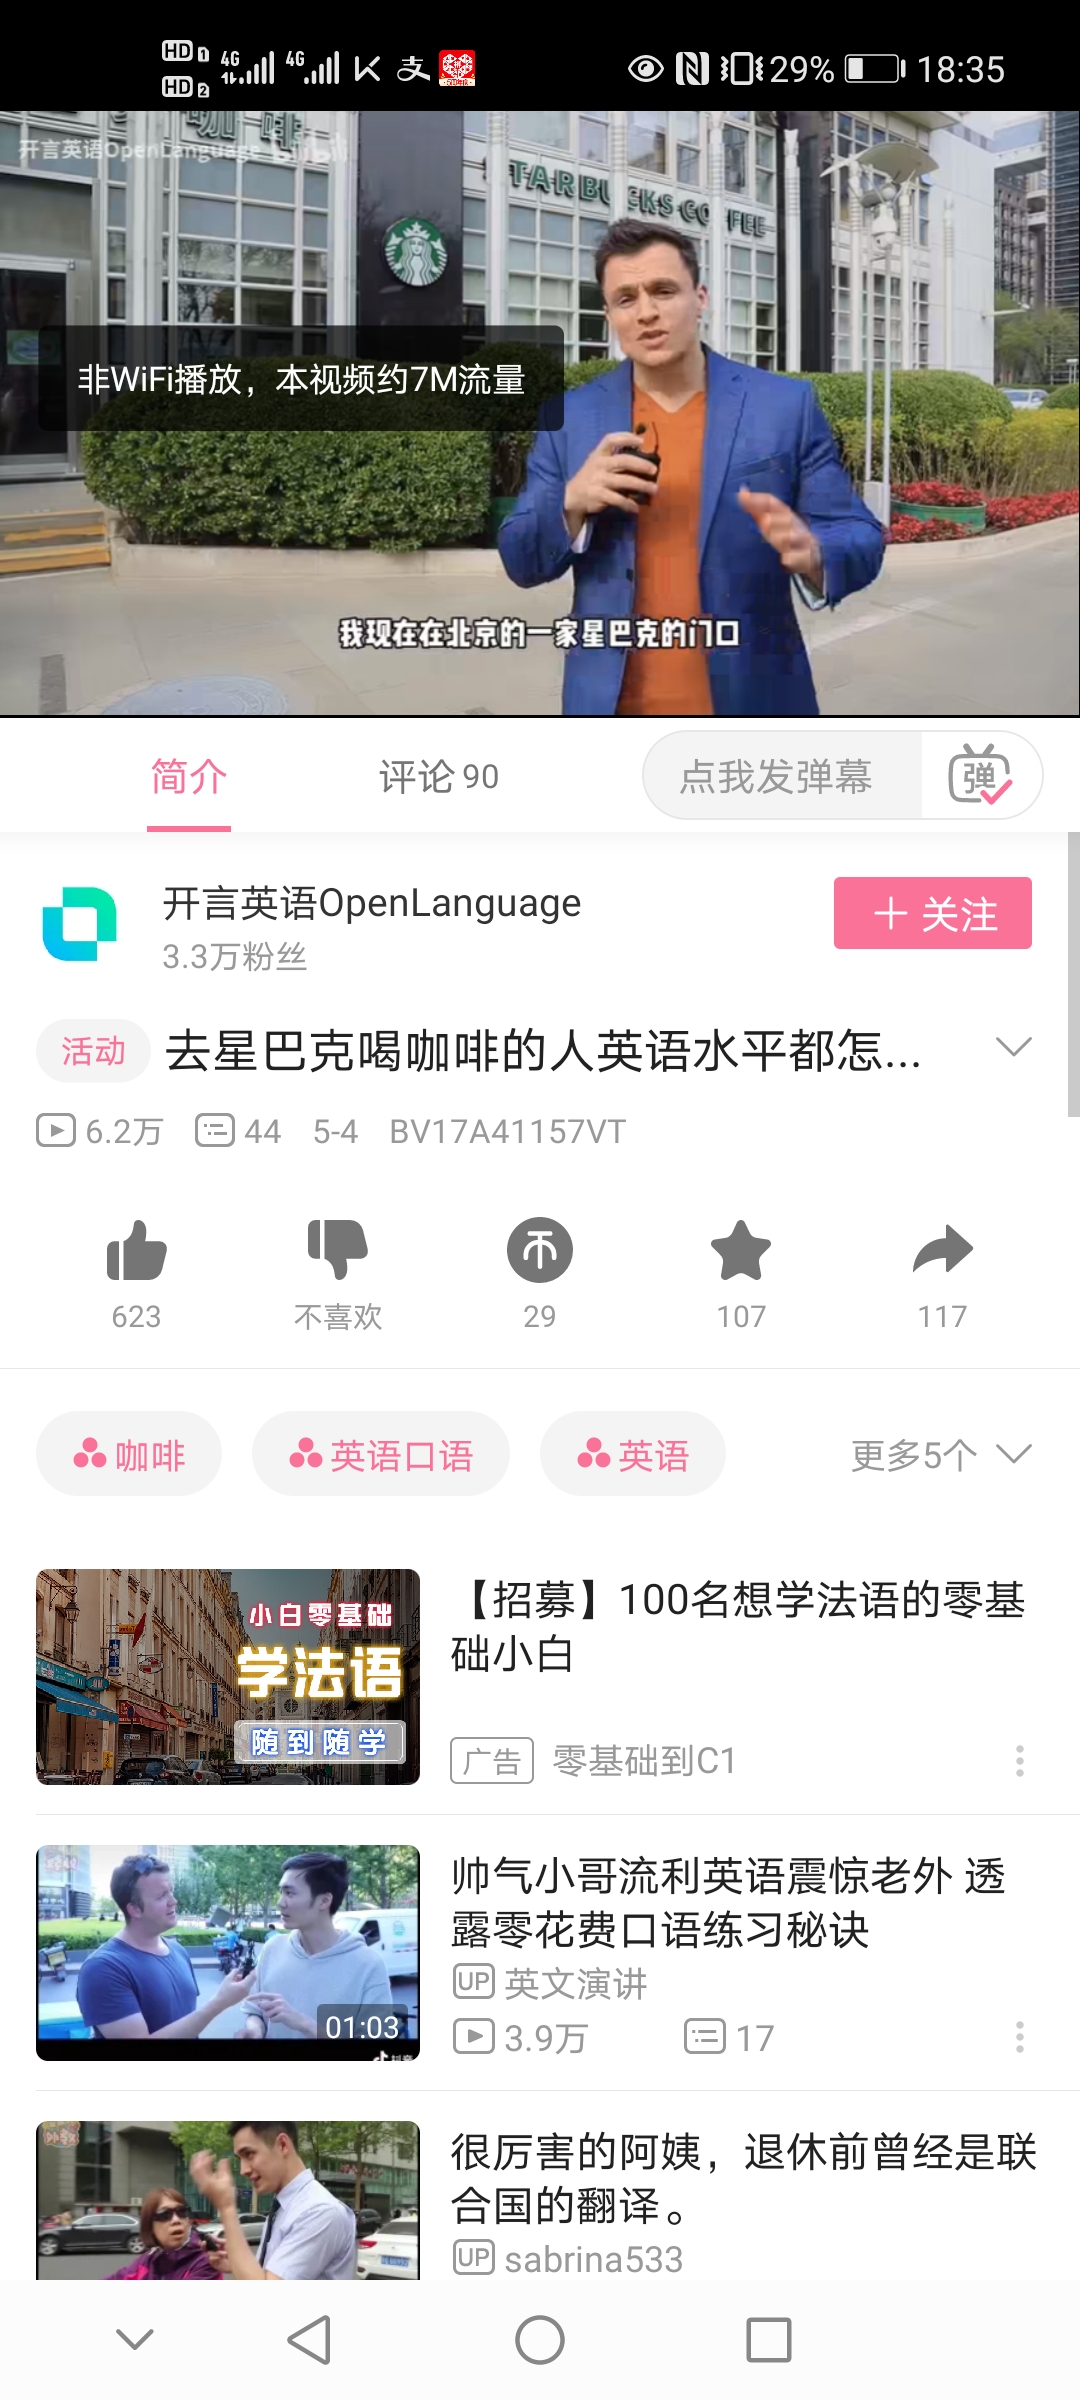 HD 1 4G 4G 29% 18:35
HD 2
咖啡
开言英语OpenLanguage
STARBUCKS COFFEE
非WiFi播放，本视频约7M流量
我现在在北京的一家星巴克的门口
简介 评论 90 点我发弹幕 弹
开言英语OpenLanguage
3.3万粉丝
＋ 关注
活动 去星巴克喝咖啡的人英语水平都怎...
6.2万 44 5-4 BV17A41157VT
623 不喜欢 29 107 117
咖啡 英语口语 英语 更多5个
小白零基础
学法语
随到随学
【招募】100名想学法语的零基
础小白
广告 零基础到C1
01:03
帅气小哥流利英语震惊老外 透
露零花费口语练习秘诀
UP 英文演讲
3.9万 17
很厉害的阿姨，退休前曾经是联
合国的翻译。
UP sabrina533